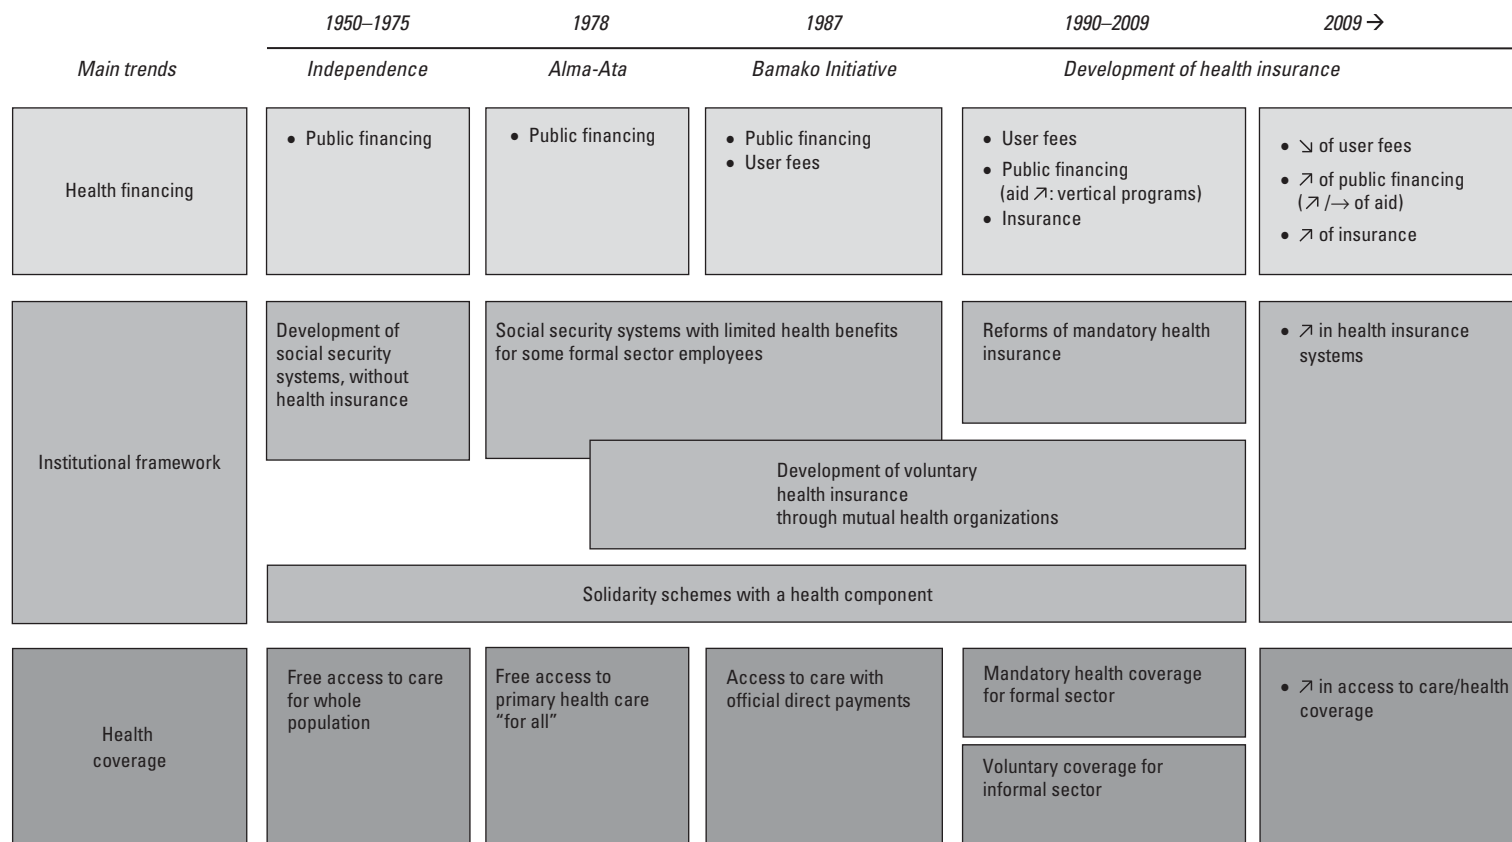 1950–1975
1978
1987
1990–2009
2009 →
Main trends
Independence
Alma-Ata
Bamako Initiative
Development of health insurance
Health financing
• Public financing
• Public financing
• Public financing
• User fees
• User fees
• Public financing
(aid ↗: vertical programs)
• Insurance
• ↘ of user fees
• ↗ of public financing
(↗/→ of aid)
• ↗ of insurance
Institutional framework
Development of
social security
systems, without
health insurance
Social security systems with limited health benefits
for some formal sector employees
Reforms of mandatory health
insurance
• ↗ in health insurance
systems
Development of voluntary
health insurance
through mutual health organizations
Solidarity schemes with a health component
Health
coverage
Free access to care
for whole
population
Free access to
primary health care
“for all”
Access to care with
official direct payments
Mandatory health coverage
for formal sector
Voluntary coverage for
informal sector
• ↗ in access to care/health
coverage